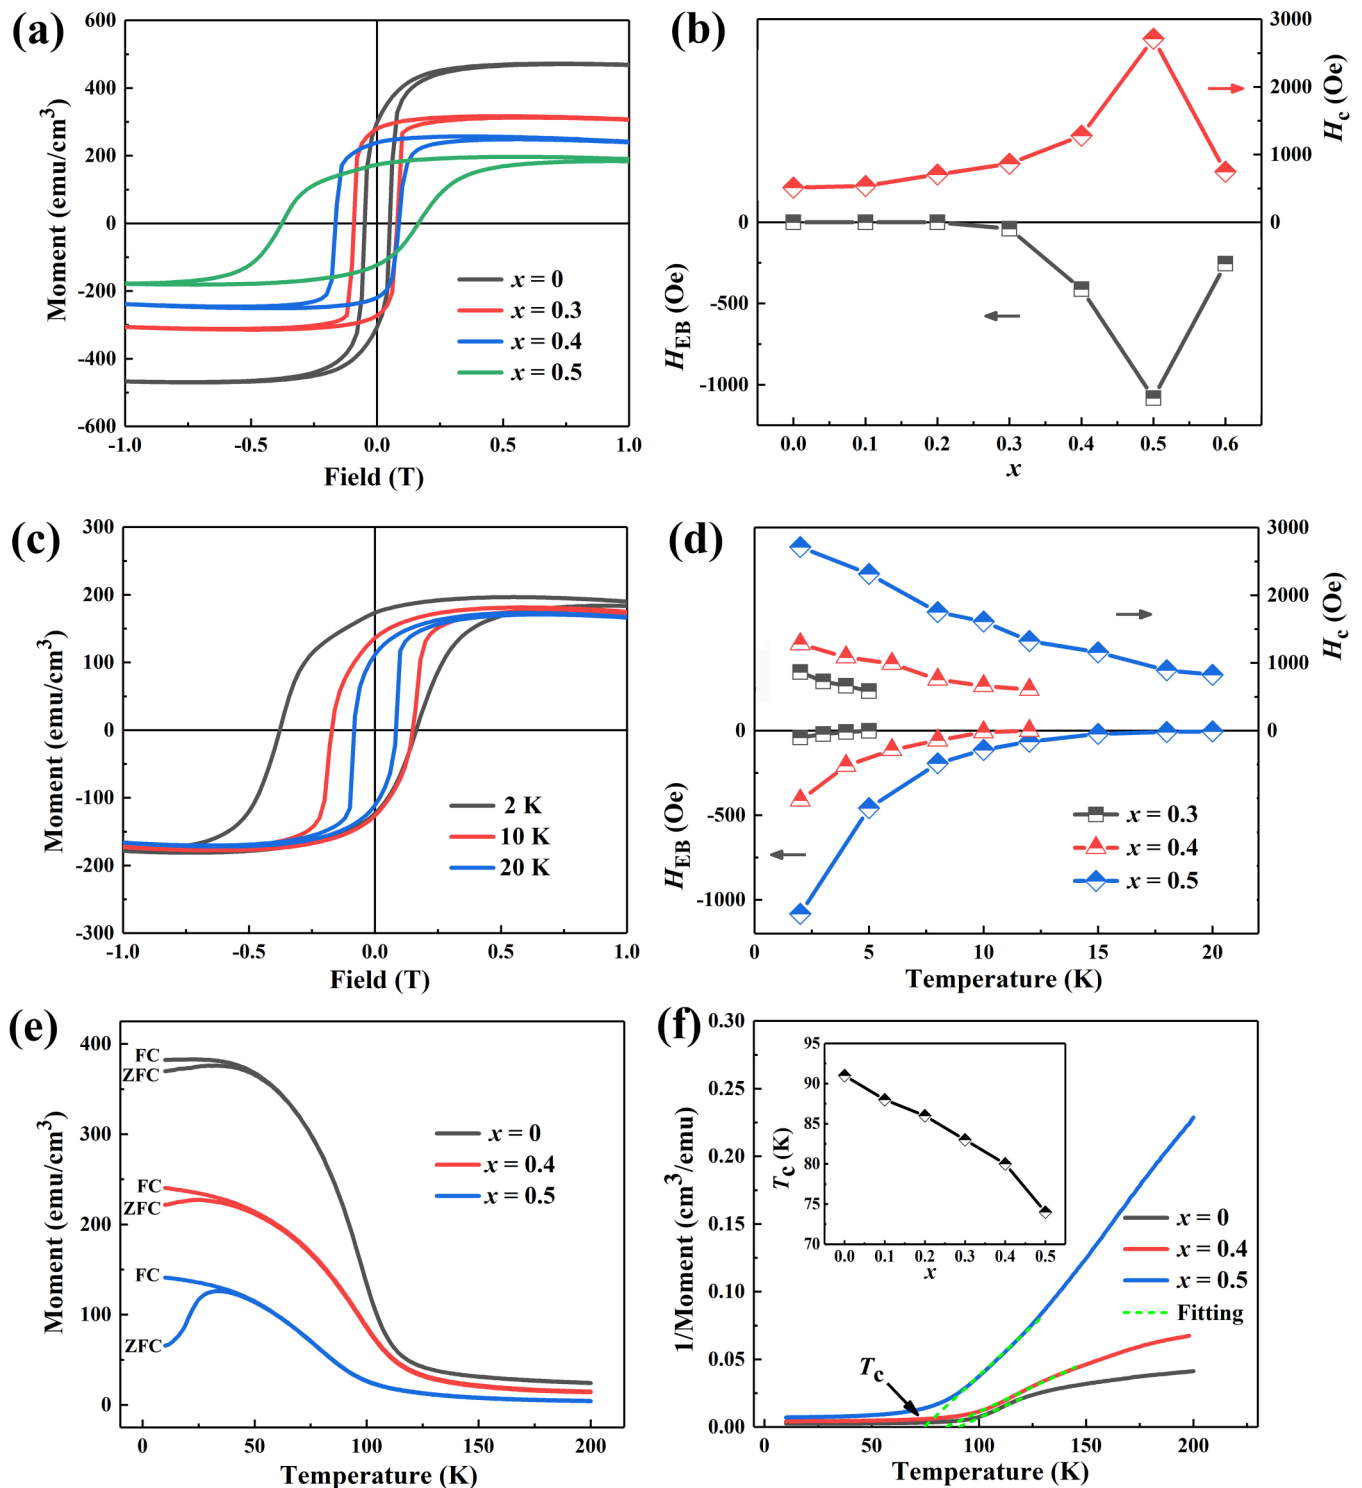 (a)
600
400
200
0
-200
-400
-600
Moment (emu/cm³)
x = 0
x = 0.3
x = 0.4
x = 0.5
-1.0 -0.5 0.0 0.5 1.0
Field (T)
(b)
3000
2000
1000
0
Hc (Oe)
0
-500
-1000
HEB (Oe)
0.0 0.1 0.2 0.3 0.4 0.5 0.6
x
(c)
300
200
100
0
-100
-200
-300
Moment (emu/cm³)
2 K
10 K
20 K
-1.0 -0.5 0.0 0.5 1.0
Field (T)
(d)
3000
2000
1000
0
Hc (Oe)
0
-500
-1000
HEB (Oe)
x = 0.3
x = 0.4
x = 0.5
0 5 10 15 20
Temperature (K)
(e)
400
300
200
100
0
Moment (emu/cm³)
FC
ZFC
FC
ZFC
FC
ZFC
x = 0
x = 0.4
x = 0.5
0 50 100 150 200
Temperature (K)
(f)
0.30
0.25
0.20
0.15
0.10
0.05
0.00
1/Moment (cm³/emu)
95
90
85
80
75
70
Tc (K)
0.0 0.1 0.2 0.3 0.4 0.5
x
x = 0
x = 0.4
x = 0.5
Fitting
Tc
0 50 100 150 200
Temperature (K)